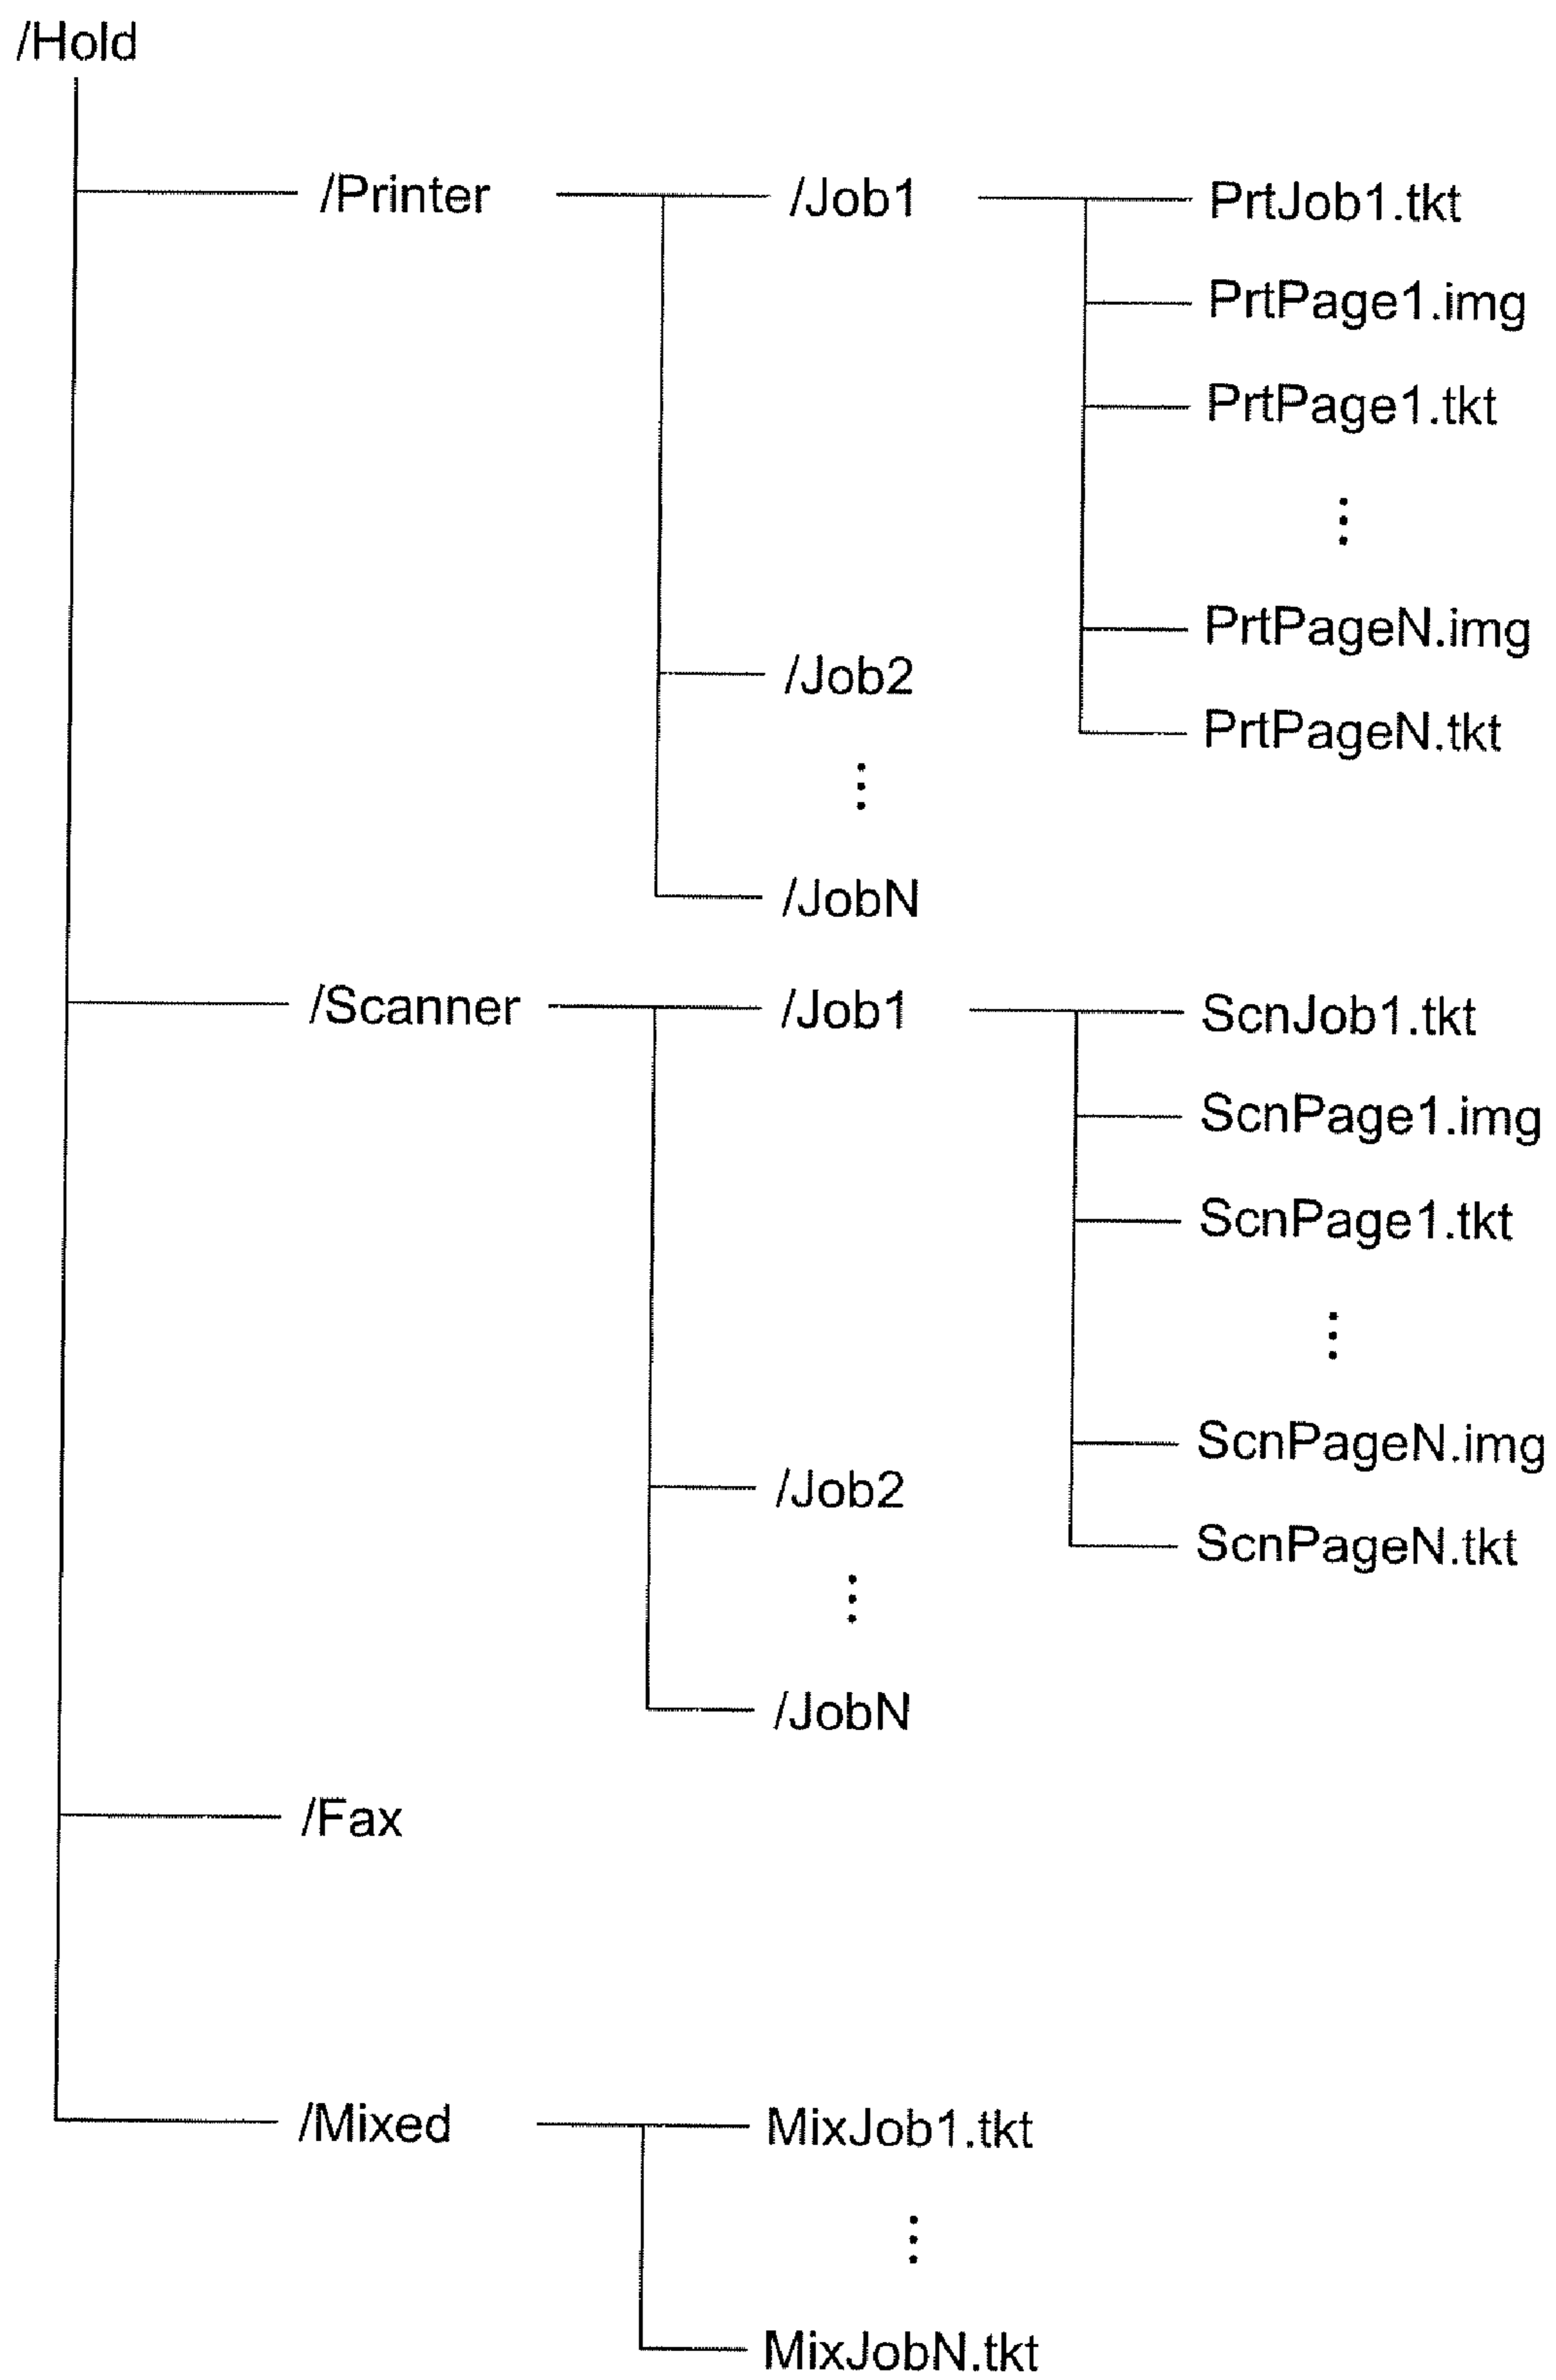 /Hold
/Printer /Job1 PrtJob1.tkt
PrtPage1.img
PrtPage1.tkt
⋮
PrtPageN.img
/Job2
PrtPageN.tkt
⋮
/JobN
/Scanner /Job1 ScnJob1.tkt
ScnPage1.img
ScnPage1.tkt
⋮
ScnPageN.img
/Job2
ScnPageN.tkt
⋮
/JobN
/Fax
/Mixed MixJob1.tkt
⋮
MixJobN.tkt